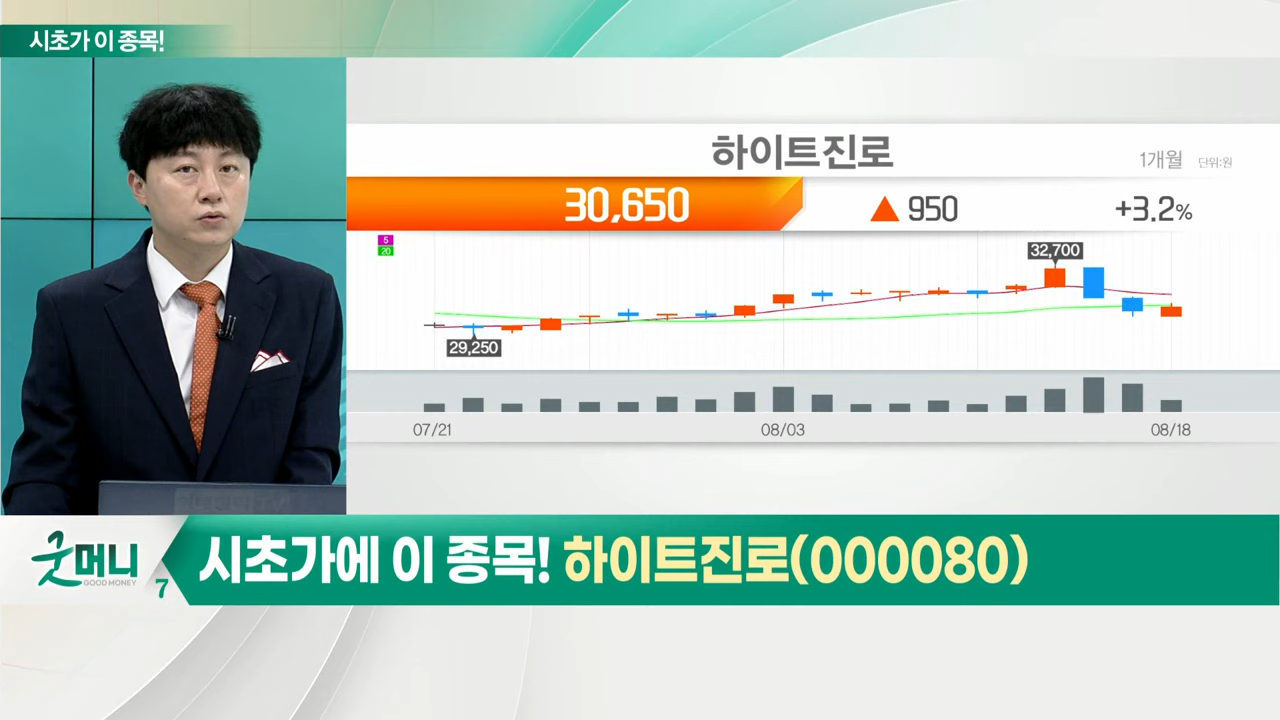 시초가 이 종목!
하이트진로
1개월 단위:원
30,650 ▲ 950 +3.2%
5
20
32,700
29,250
07/21 08/03 08/18
굿머니
GOOD MONEY
7
시초가에 이 종목! 하이트진로(000080)